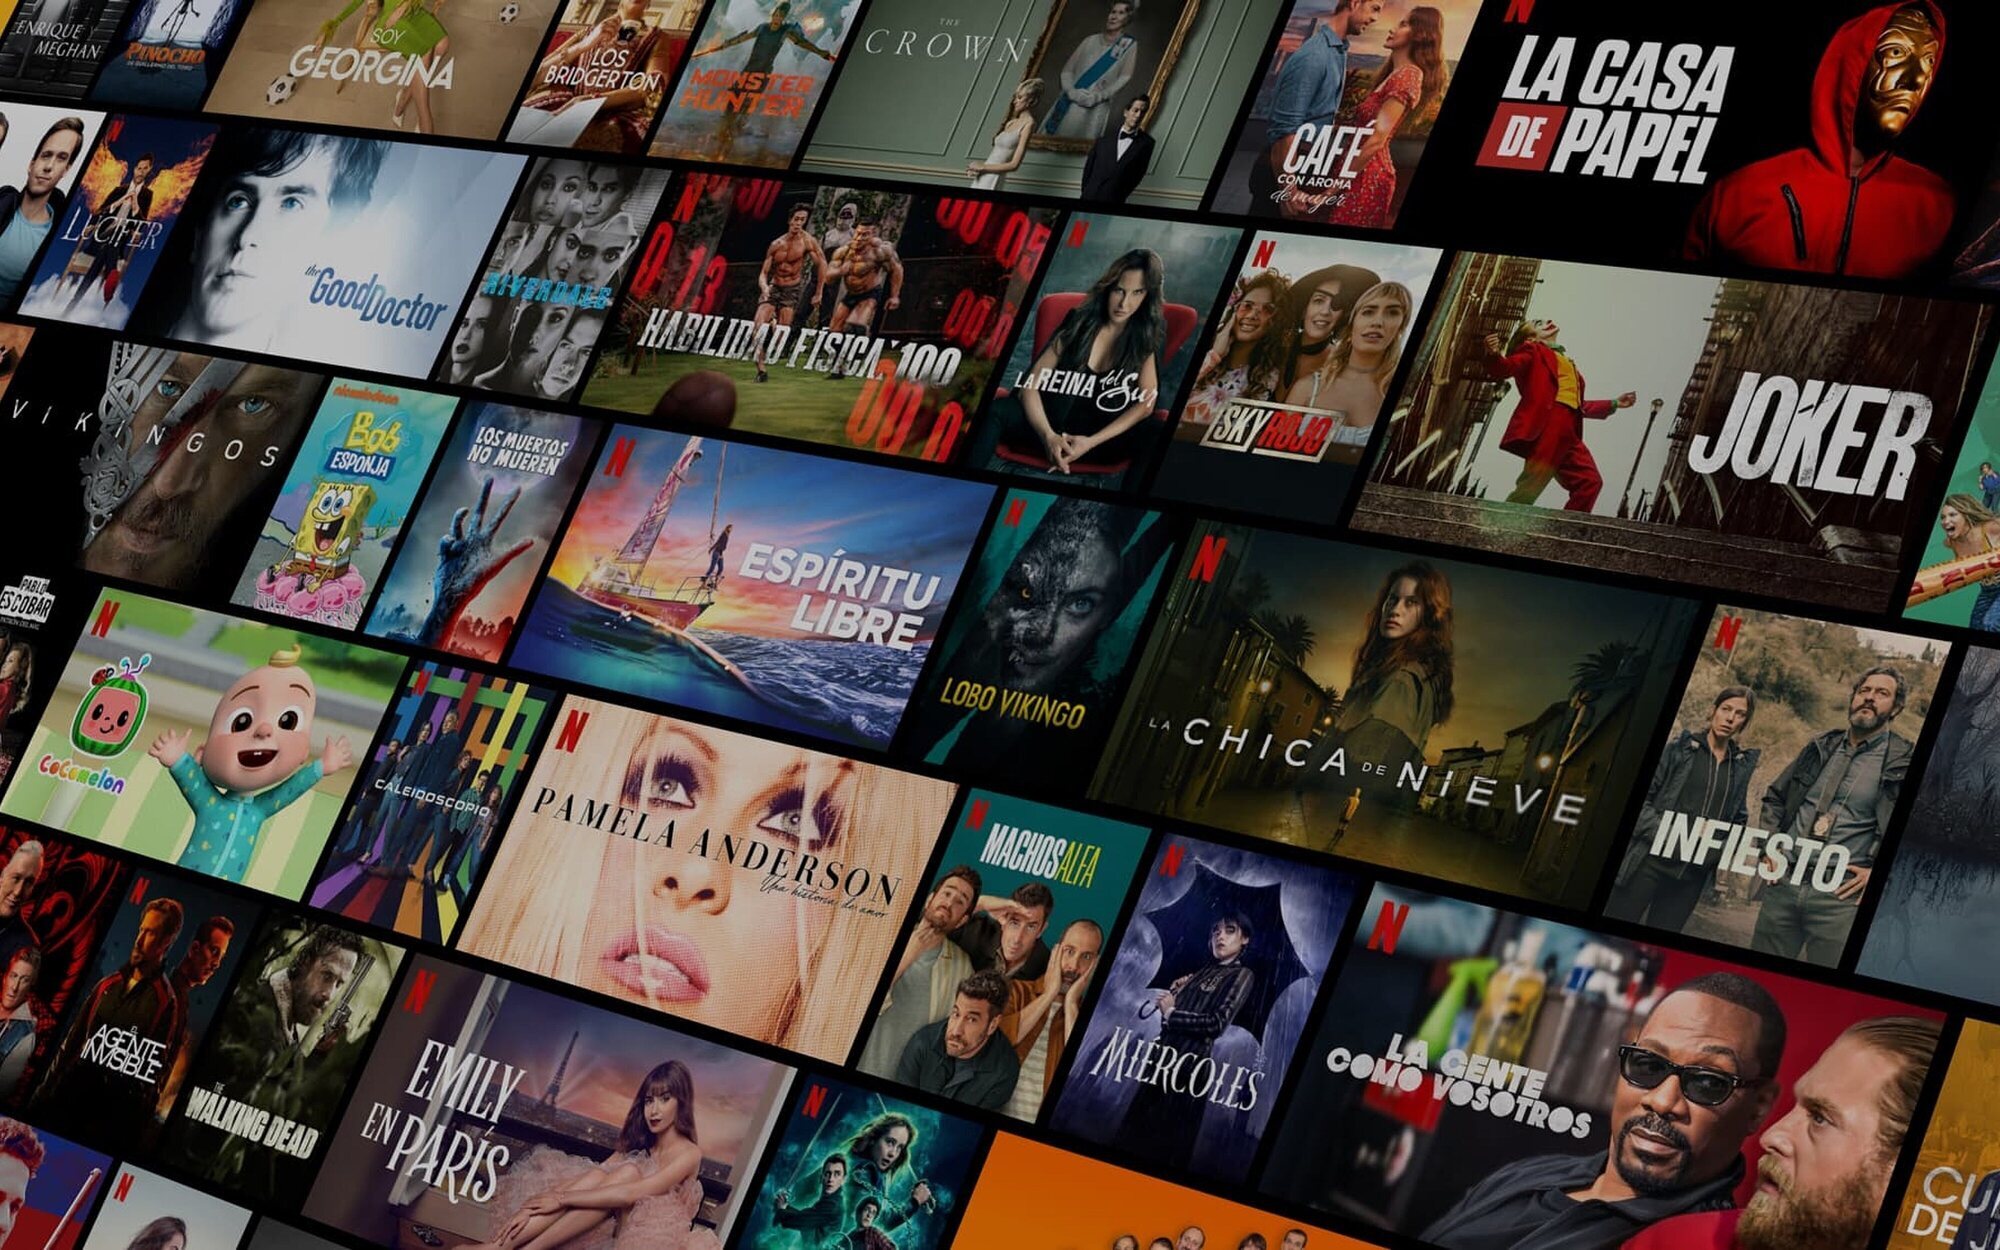 ENRIQUE Y
MEGHAN
PINOCHO
DE GUILLERMO DEL TORO
SOY
GEORGINA
LOS
BRIDGERTON
MONSTER
HUNTER
THE
CROWN
CAFÉ
CON AROMA
de mujer
N
LA CASA
DE PAPEL
N
LUCIFER
the
GoodDoctor
RIVERDALE
N
HABILIDAD FÍSICA: 100
N
LA REINA del Sur
N
SKY ROJO
JOKER
VIKINGOS
nickelodeon
Bob
ESPONJA
LOS MUERTOS
NO MUEREN
N
ESPÍRITU
LIBRE
N
LOBO VIKINGO
N
LA CHICA DE NIEVE
N
INFIESTO
PABLO
ESCOBAR
N
CoComelon
N
CALEIDOSCOPIO
N
PAMELA ANDERSON
Una historia de amor
N
MACHOS ALFA
N
MIÉRCOLES
N
LA GENTE
COMO VOSOTROS
N
EL
AGENTE
INVISIBLE
THE
WALKING DEAD
N
EMILY
EN PARÍS
N
N